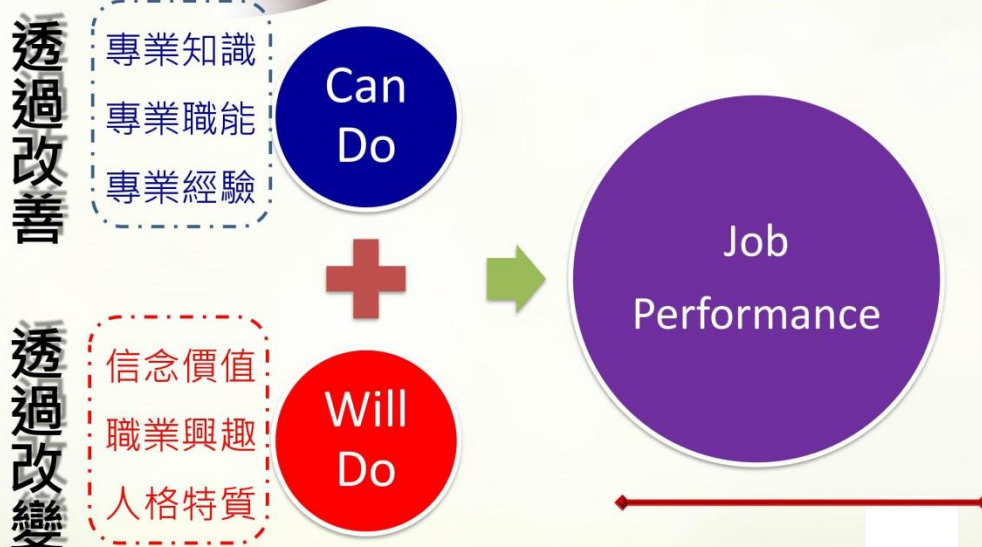 透過改善
專業知識
專業職能
專業經驗
Can
Do
透過改變
信念價值
職業興趣
人格特質
Will
Do
Job
Performance